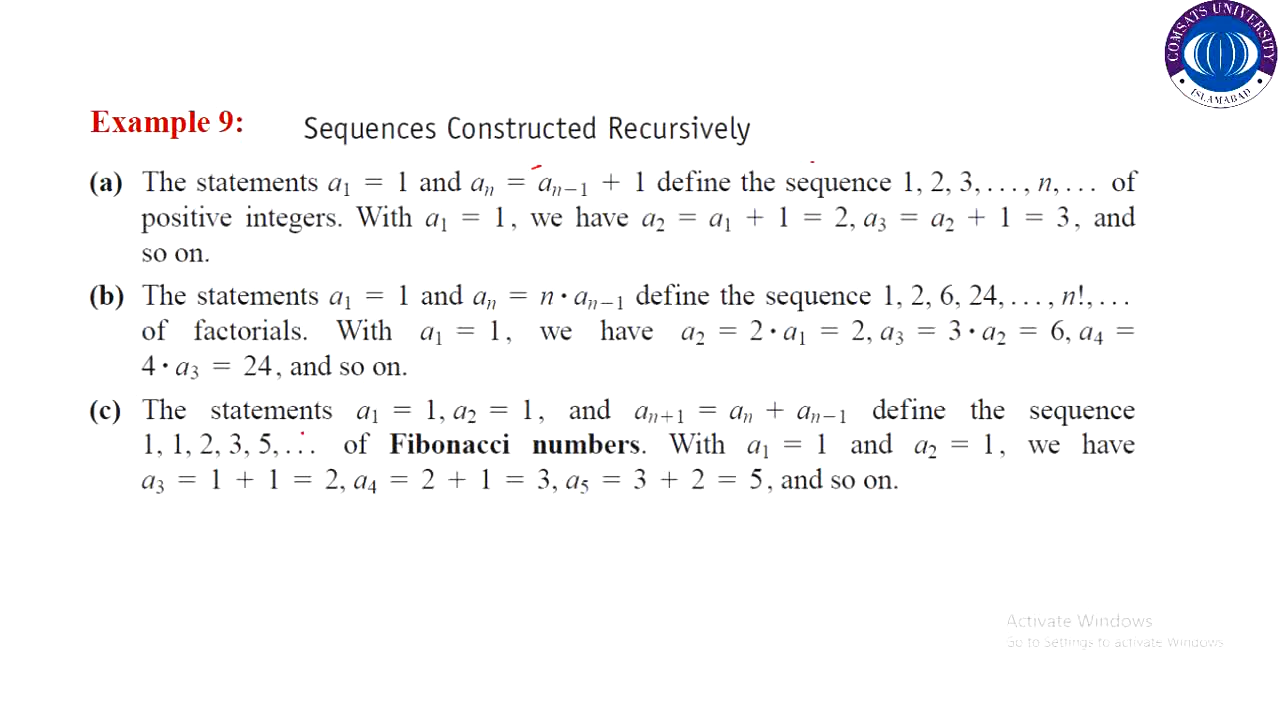 COMSATS UNIVERSITY
ISLAMABAD
Example 9: Sequences Constructed Recursively
(a) The statements a₁ = 1 and aₙ = aₙ₋₁ + 1 define the sequence 1, 2, 3, . . . , n, . . . of
positive integers. With a₁ = 1, we have a₂ = a₁ + 1 = 2, a₃ = a₂ + 1 = 3, and
so on.
(b) The statements a₁ = 1 and aₙ = n · aₙ₋₁ define the sequence 1, 2, 6, 24, . . . , n!, . . .
of factorials. With a₁ = 1, we have a₂ = 2 · a₁ = 2, a₃ = 3 · a₂ = 6, a₄ =
4 · a₃ = 24, and so on.
(c) The statements a₁ = 1, a₂ = 1, and aₙ₊₁ = aₙ + aₙ₋₁ define the sequence
1, 1, 2, 3, 5, . . . of Fibonacci numbers. With a₁ = 1 and a₂ = 1, we have
a₃ = 1 + 1 = 2, a₄ = 2 + 1 = 3, a₅ = 3 + 2 = 5, and so on.
Activate Windows
Go to Settings to activate Windows